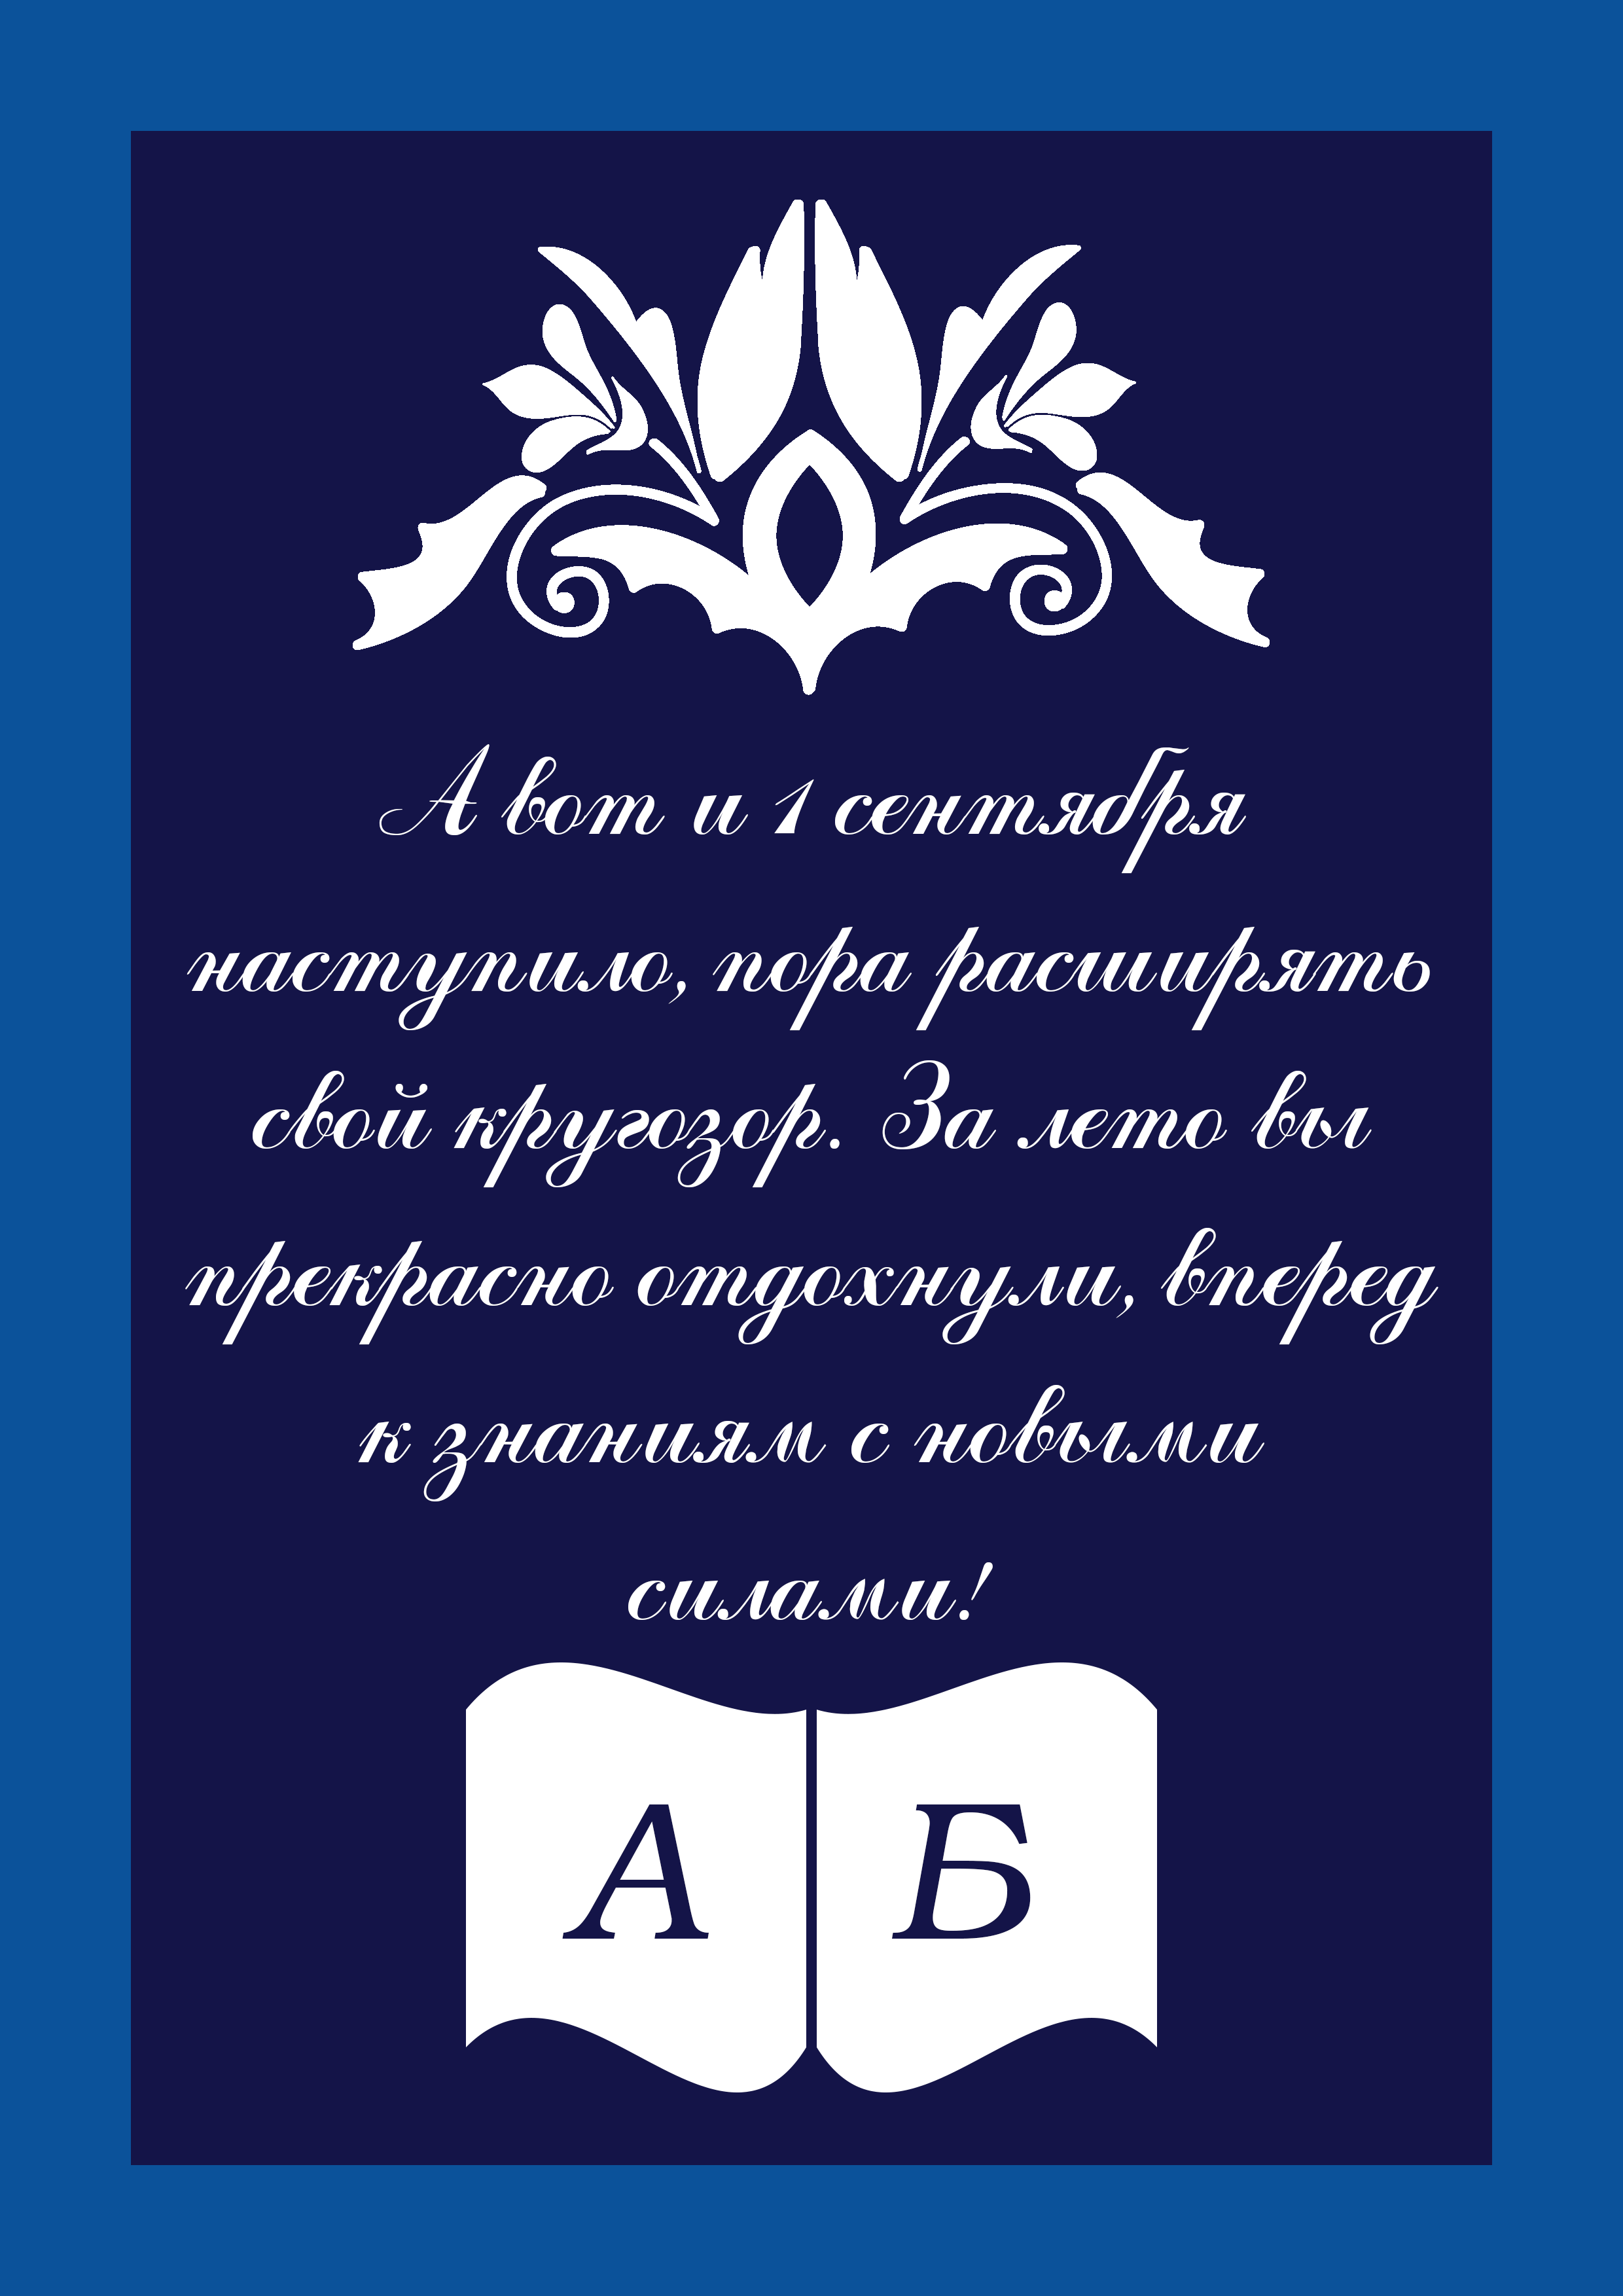 А вот и 1 сентября
наступило, пора расширять
свой кругозор. За лето вы
прекрасно отдохнули, вперед
к знаниям с новыми
силами!
А Б